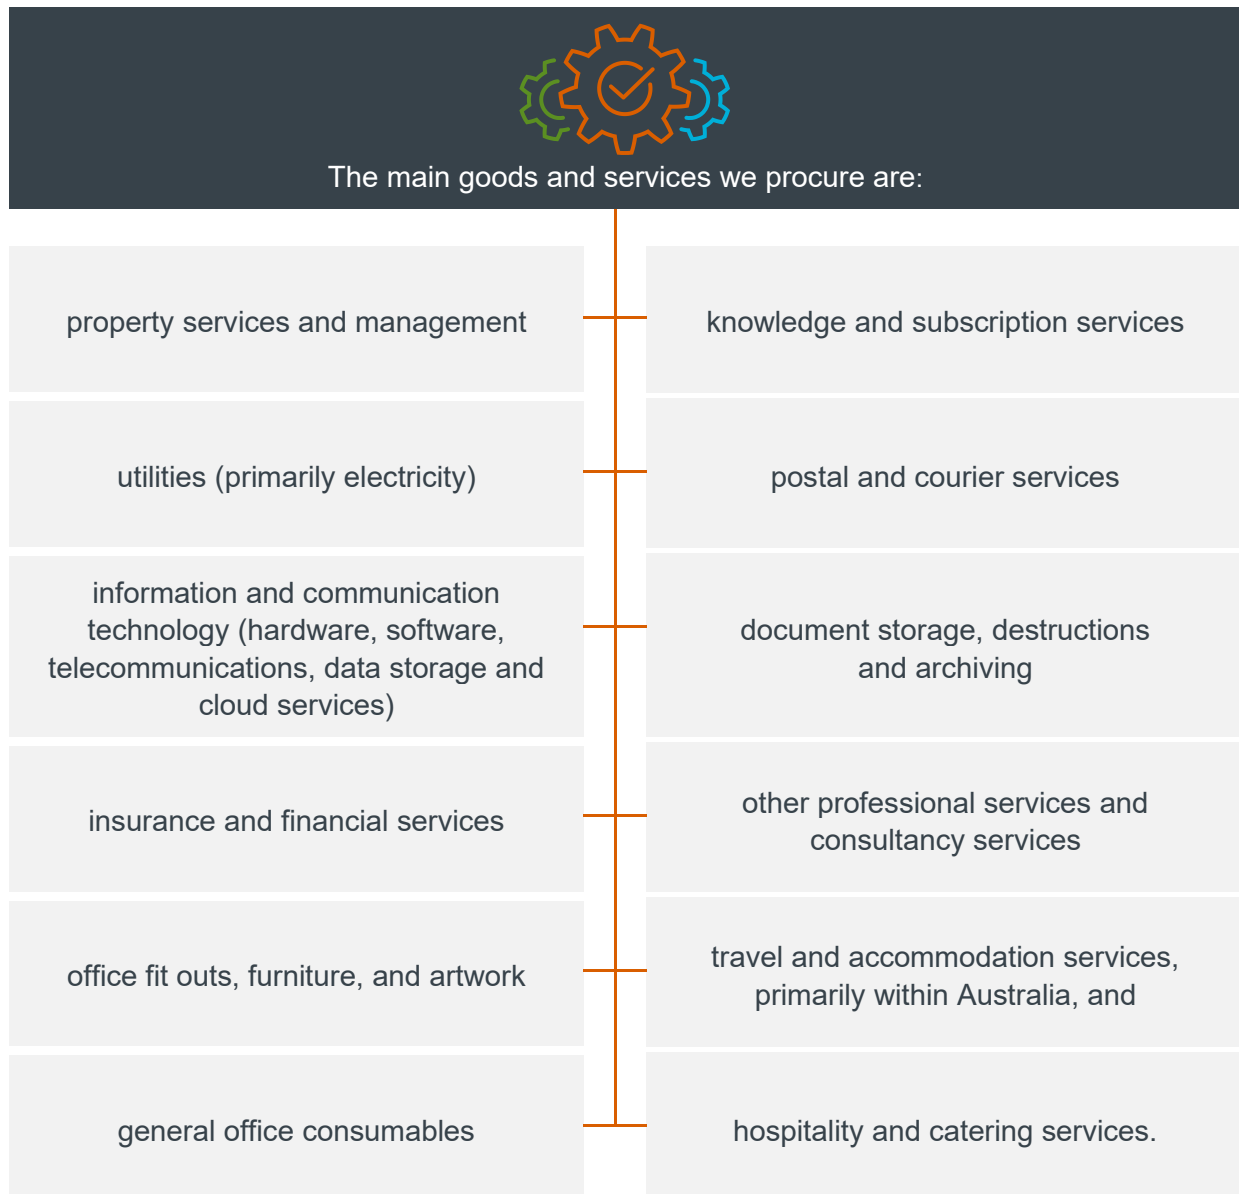 The main goods and services we procure are:
property services and management
utilities (primarily electricity)
information and communication
technology (hardware, software,
telecommunications, data storage and
cloud services)
insurance and financial services
office fit outs, furniture, and artwork
general office consumables
knowledge and subscription services
postal and courier services
document storage, destructions
and archiving
other professional services and
consultancy services
travel and accommodation services,
primarily within Australia, and
hospitality and catering services.